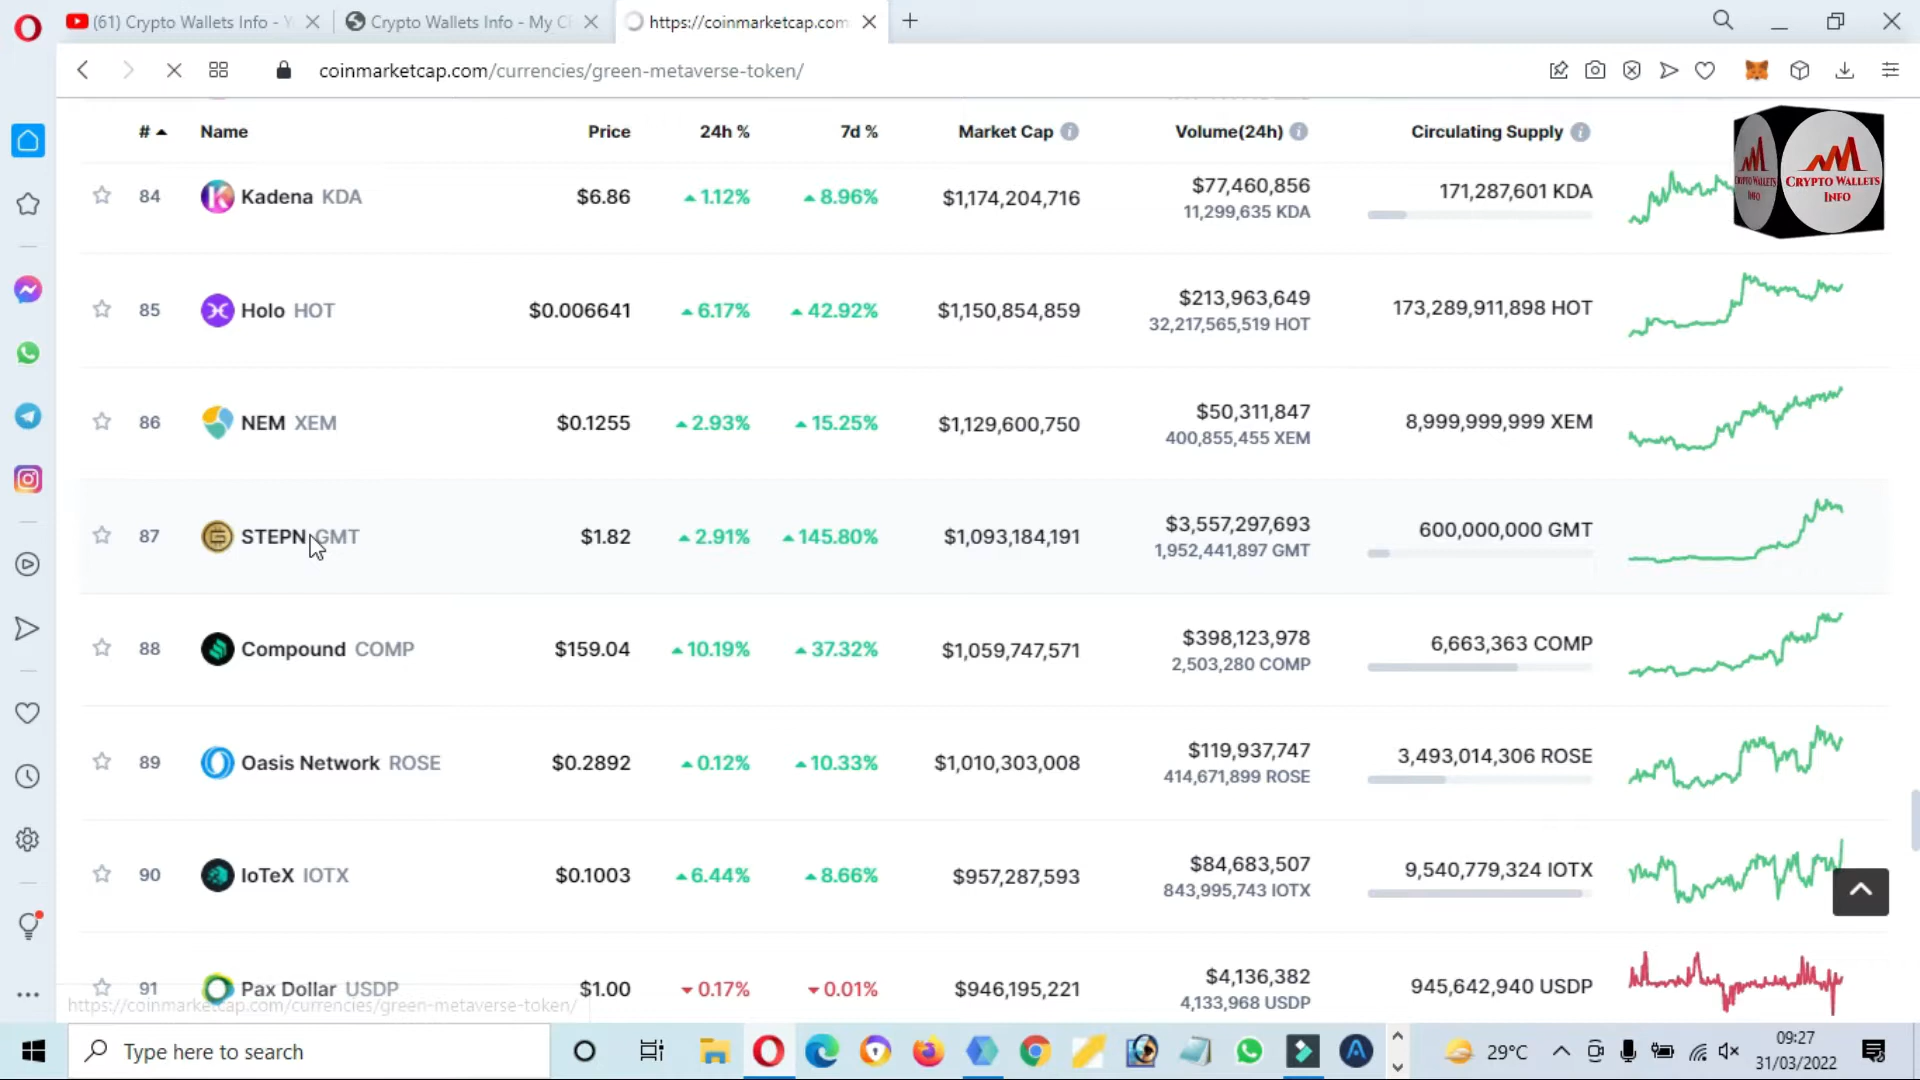 (61) Crypto Wallets Info - Y
Crypto Wallets Info - My C
https://coinmarketcap.com
coinmarketcap.com/currencies/green-metaverse-token/
# Name Price 24h % 7d % Market Cap Volume(24h) Circulating Supply
CRYPTO WALLETS
INFO
CRYPTO WALLETS
INFO
84 Kadena KDA $6.86 1.12% 8.96% $1,174,204,716 $77,460,856 171,287,601 KDA
11,299,635 KDA
85 Holo HOT $0.006641 6.17% 42.92% $1,150,854,859 $213,963,649 173,289,911,898 HOT
32,217,565,519 HOT
86 NEM XEM $0.1255 2.93% 15.25% $1,129,600,750 $50,311,847 8,999,999,999 XEM
400,855,455 XEM
87 STEPN GMT $1.82 2.91% 145.80% $1,093,184,191 $3,557,297,693 600,000,000 GMT
1,952,441,897 GMT
88 Compound COMP $159.04 10.19% 37.32% $1,059,747,571 $398,123,978 6,663,363 COMP
2,503,280 COMP
89 Oasis Network ROSE $0.2892 0.12% 10.33% $1,010,303,008 $119,937,747 3,493,014,306 ROSE
414,671,899 ROSE
90 IoTeX IOTX $0.1003 6.44% 8.66% $957,287,593 $84,683,507 9,540,779,324 IOTX
843,995,743 IOTX
91 Pax Dollar USDP $1.00 0.17% 0.01% $946,195,221 $4,136,382 945,642,940 USDP
4,133,968 USDP
https://coinmarketcap.com/currencies/green-metaverse-token/
Type here to search
29°C
09:27
31/03/2022